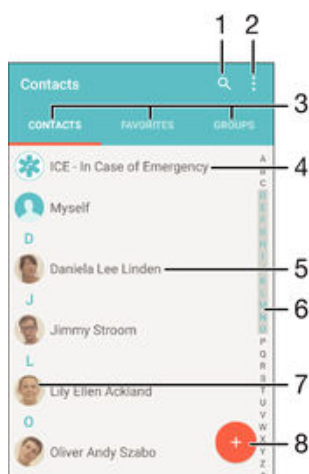 1 2
Contacts
3
CONTACTS FAVORITES GROUPS
ICE - In Case of Emergency
4
Myself
D
Daniela Lee Linden
5
J
6
Jimmy Stroom
L
7
Lily Ellen Ackland
O
8
Oliver Andy Szabo
+
A
B
C
D
E
F
G
H
I
J
K
L
M
N
O
P
Q
R
S
T
U
V
W
X
Y
Z